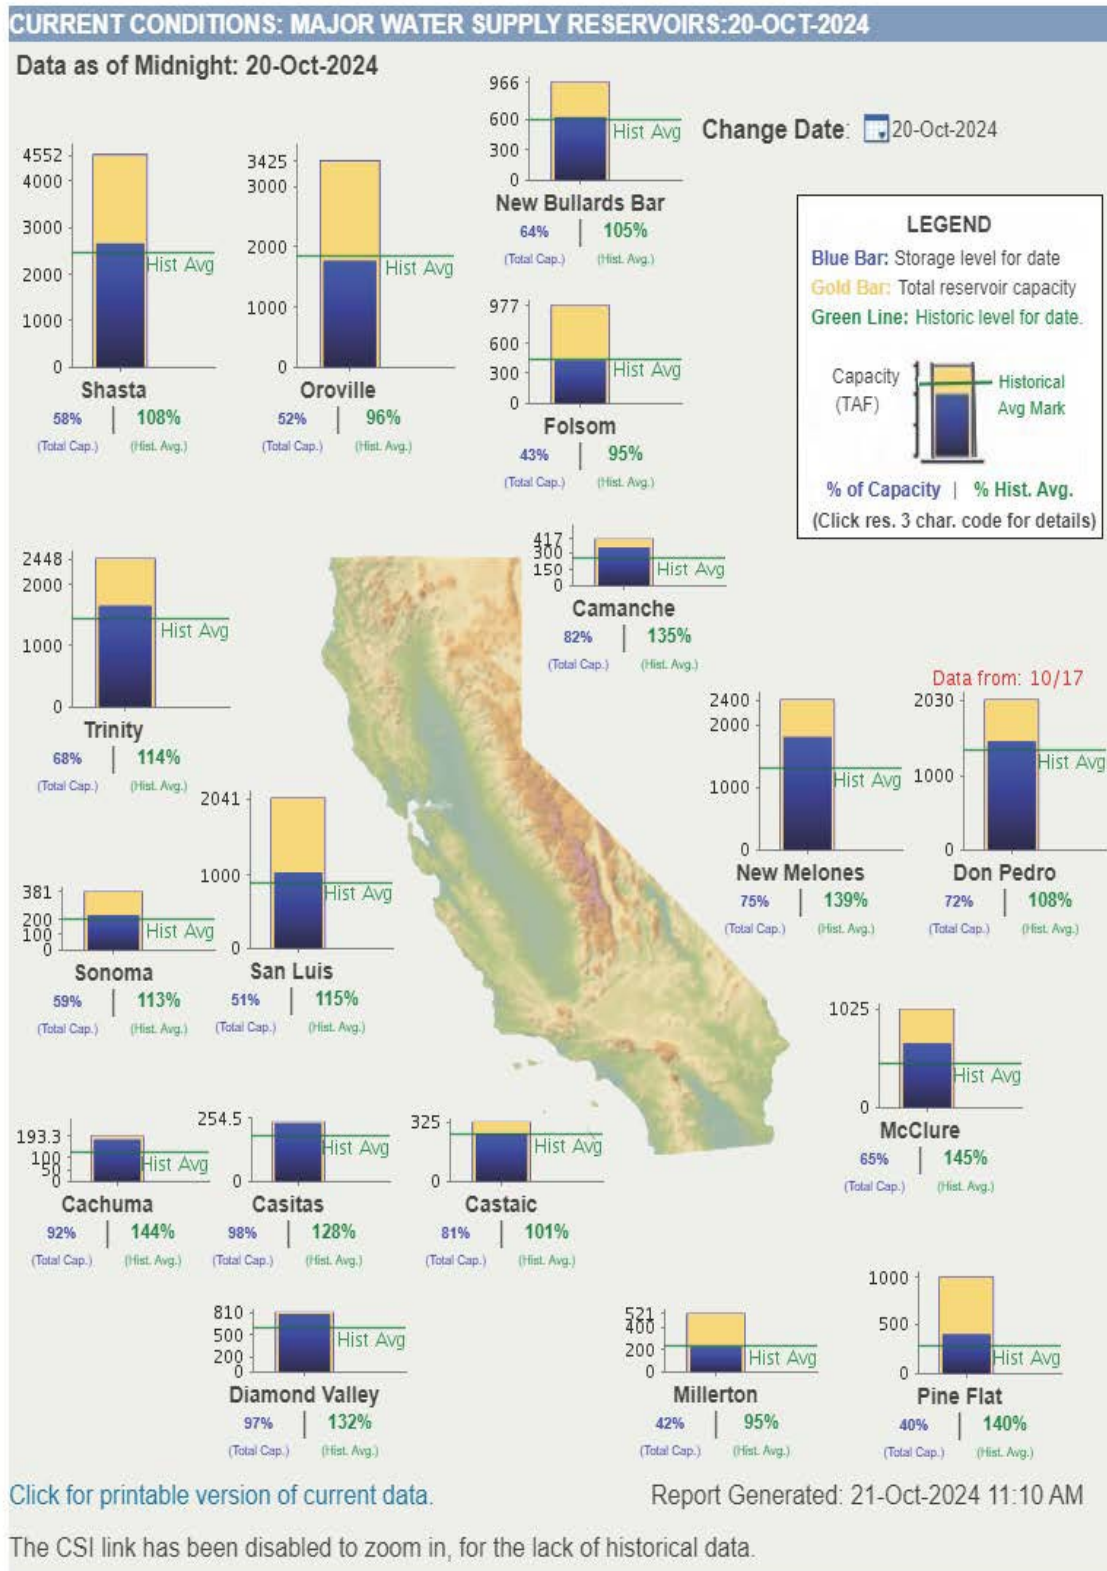 CURRENT CONDITIONS: MAJOR WATER SUPPLY RESERVOIRS:20-OCT-2024
Data as of Midnight: 20-Oct-2024
Change Date: 20-Oct-2024
966
600
300
0
Hist Avg
New Bullards Bar
64% | 105%
(Total Cap.) (Hist. Avg.)
4552
4000
3000
2000
1000
0
Hist Avg
Shasta
58% | 108%
(Total Cap.) (Hist. Avg.)
3425
3000
2000
1000
0
Hist Avg
Oroville
52% | 96%
(Total Cap.) (Hist. Avg.)
977
600
300
0
Hist Avg
Folsom
43% | 95%
(Total Cap.) (Hist. Avg.)
LEGEND
Blue Bar: Storage level for date
Gold Bar: Total reservoir capacity
Green Line: Historic level for date.
Capacity
(TAF)
Historical
Avg Mark
% of Capacity | % Hist. Avg.
(Click res. 3 char. code for details)
417
300
150
0
Hist Avg
Camanche
82% | 135%
(Total Cap.) (Hist. Avg.)
2448
2000
1000
0
Hist Avg
Trinity
68% | 114%
(Total Cap.) (Hist. Avg.)
2400
2000
1000
0
Hist Avg
New Melones
75% | 139%
(Total Cap.) (Hist. Avg.)
Data from: 10/17
2030
1000
0
Hist Avg
Don Pedro
72% | 108%
(Total Cap.) (Hist. Avg.)
381
200
100
0
Hist Avg
Sonoma
59% | 113%
(Total Cap.) (Hist. Avg.)
2041
1000
0
Hist Avg
San Luis
51% | 115%
(Total Cap.) (Hist. Avg.)
1025
0
Hist Avg
McClure
65% | 145%
(Total Cap.) (Hist. Avg.)
193.3
100
50
0
Hist Avg
Cachuma
92% | 144%
(Total Cap.) (Hist. Avg.)
254.5
0
Hist Avg
Casitas
98% | 128%
(Total Cap.) (Hist. Avg.)
325
0
Hist Avg
Castaic
81% | 101%
(Total Cap.) (Hist. Avg.)
810
500
200
0
Hist Avg
Diamond Valley
97% | 132%
(Total Cap.) (Hist. Avg.)
521
400
200
0
Hist Avg
Millerton
42% | 95%
(Total Cap.) (Hist. Avg.)
1000
500
0
Hist Avg
Pine Flat
40% | 140%
(Total Cap.) (Hist. Avg.)
Click for printable version of current data.
Report Generated: 21-Oct-2024 11:10 AM
The CSI link has been disabled to zoom in, for the lack of historical data.